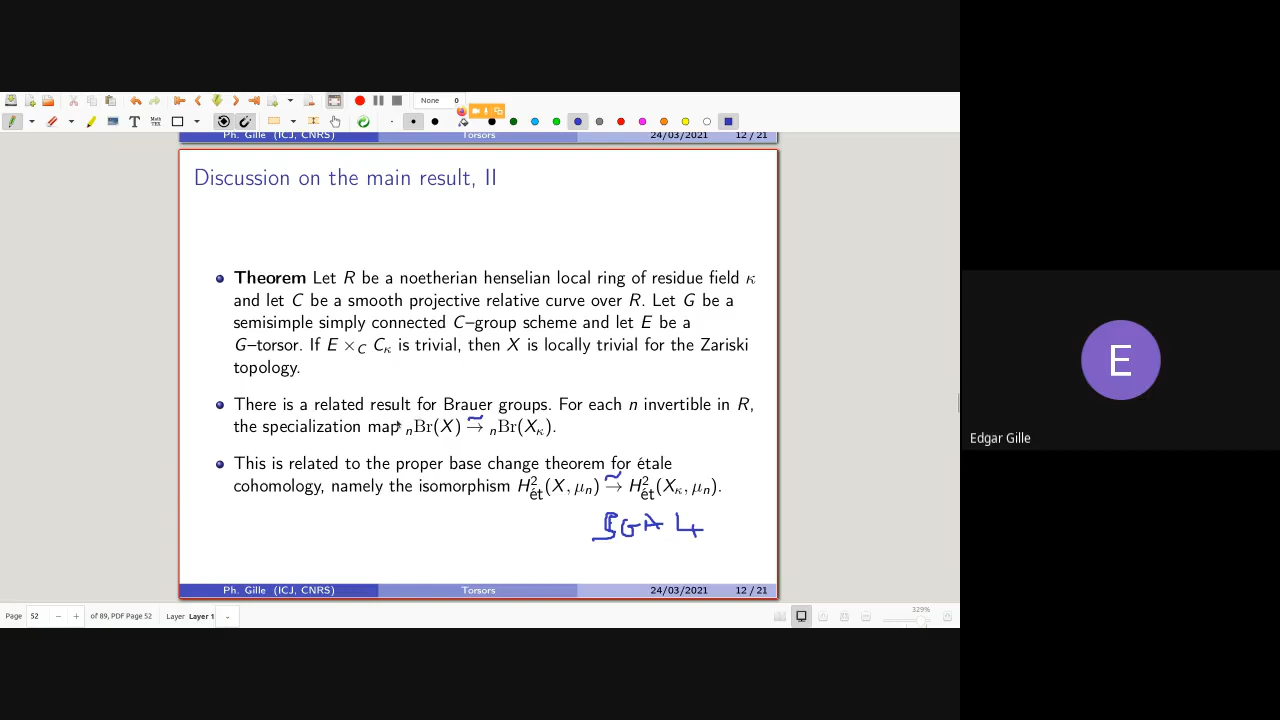 None 0
Ph. Gille (ICJ, CNRS) Torsors 24/03/2021 12 / 21
Discussion on the main result, II
Theorem Let R be a noetherian henselian local ring of residue field κ
and let C be a smooth projective relative curve over R. Let G be a
semisimple simply connected C–group scheme and let E be a
G–torsor. If E ×_C C_κ is trivial, then X is locally trivial for the Zariski
topology.
There is a related result for Brauer groups. For each n invertible in R,
the specialization map _nBr(X) →~ _nBr(X_κ).
This is related to the proper base change theorem for étale
cohomology, namely the isomorphism H²_ét(X, μ_n) →~ H²_ét(X_κ, μ_n).
SGA 4
Ph. Gille (ICJ, CNRS) Torsors 24/03/2021 12 / 21
Page 52 − + of 89, PDF Page 52 Layer Layer 1 329%
E
Edgar Gille